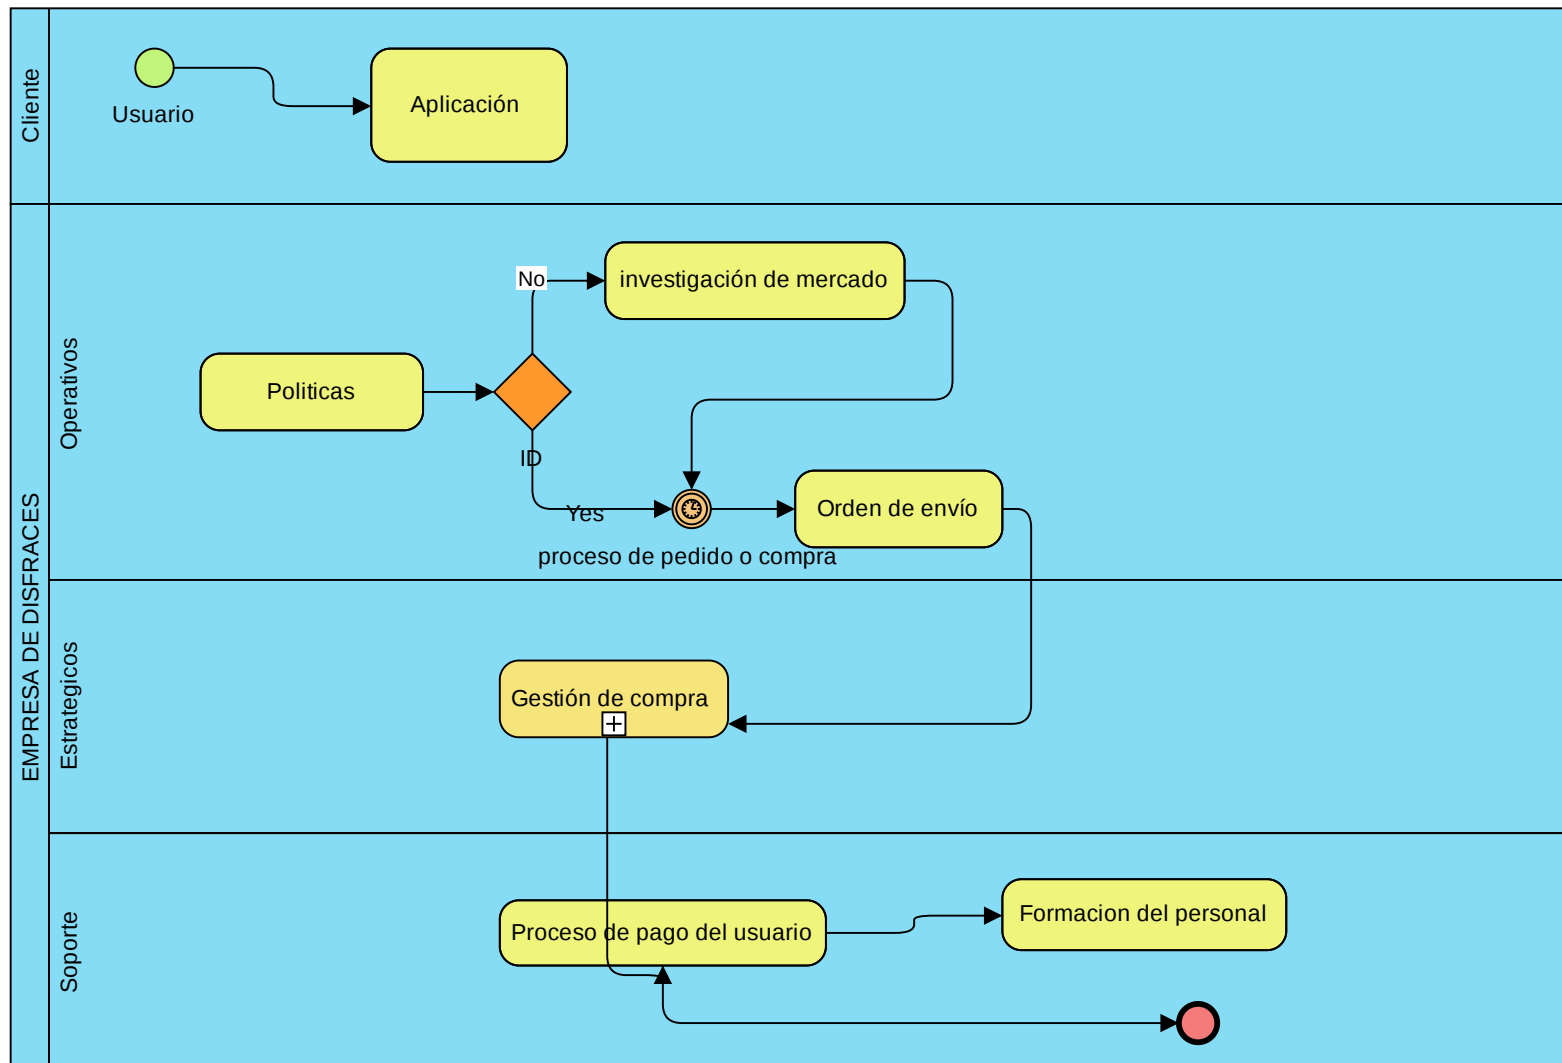 Cliente
Usuario
Aplicación
EMPRESA DE DISFRACES
Operativos
No
investigación de mercado
Politicas
ID
Yes
Orden de envío
proceso de pedido o compra
Estrategicos
Gestión de compra
Soporte
Proceso de pago del usuario
Formacion del personal